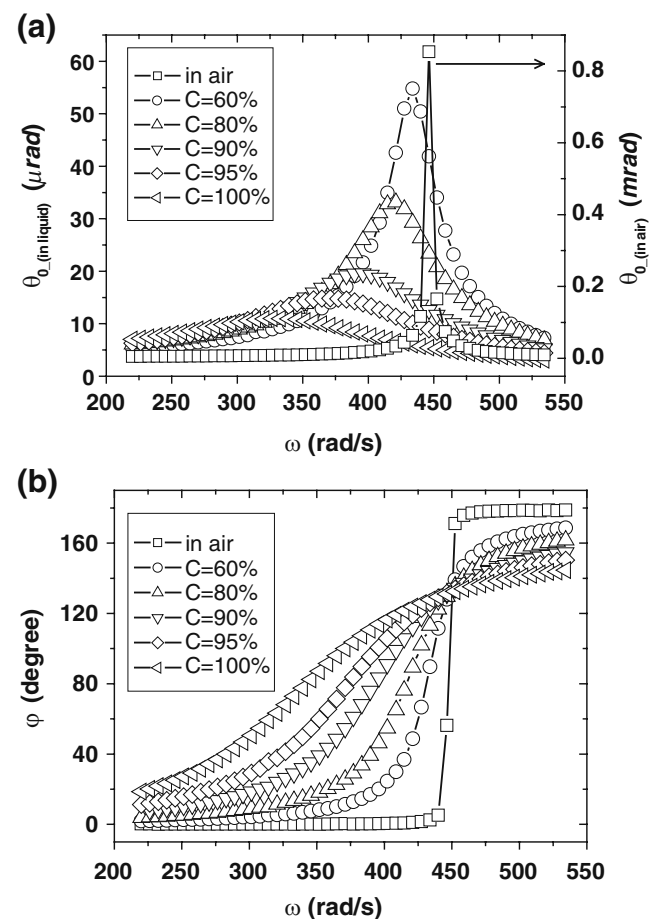 (a)
60
50
40
30
20
10
0
θ0_(in liquid) (μrad)
in air
C=60%
C=80%
C=90%
C=95%
C=100%
0.8
0.6
0.4
0.2
0.0
θ0_(in air) (mrad)
200 250 300 350 400 450 500 550
ω (rad/s)
(b)
160
120
80
40
0
φ (degree)
in air
C=60%
C=80%
C=90%
C=95%
C=100%
200 250 300 350 400 450 500 550
ω (rad/s)